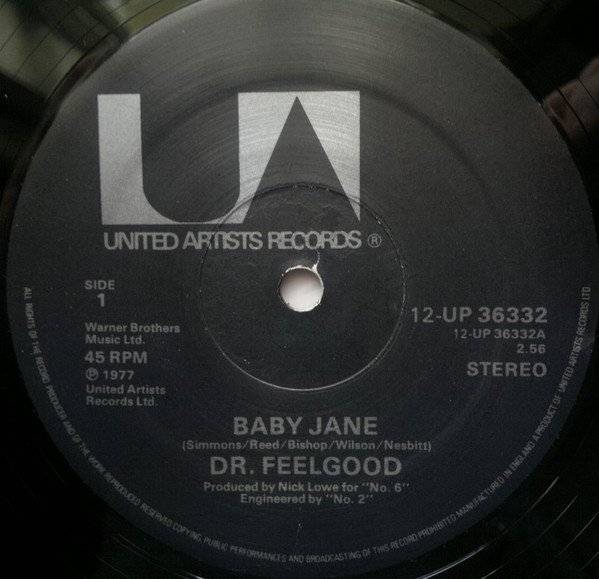 UA
UNITED ARTISTS RECORDS ®
SIDE
1
Warner Brothers
Music Ltd.
45 RPM
℗ 1977
United Artists
Records Ltd.
12-UP 36332
12-UP 36332A
2.56
STEREO
BABY JANE
(Simmons/Reed/Bishop/Wilson/Nesbitt)
DR. FEELGOOD
Produced by Nick Lowe for "No. 6"
Engineered by "No. 2"
ALL RIGHTS OF THE RECORD PRODUCER AND OF THE WORK REPRODUCED RESERVED. COPYING, PUBLIC PERFORMANCES AND BROADCASTING OF THIS RECORD PROHIBITED. MANUFACTURED IN ENGLAND. A PRODUCT OF UNITED ARTISTS RECORDS LTD